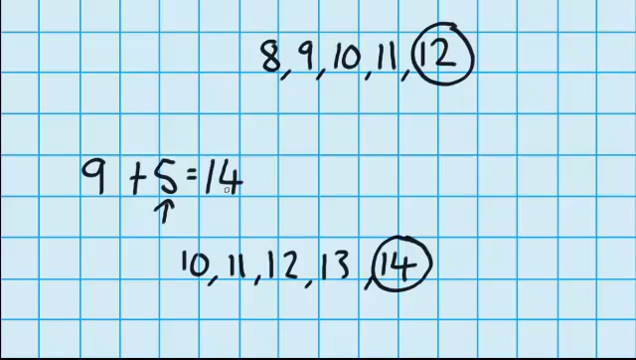 8, 9, 10, 11, 12
9 + 5 = 14
10, 11, 12, 13, 14